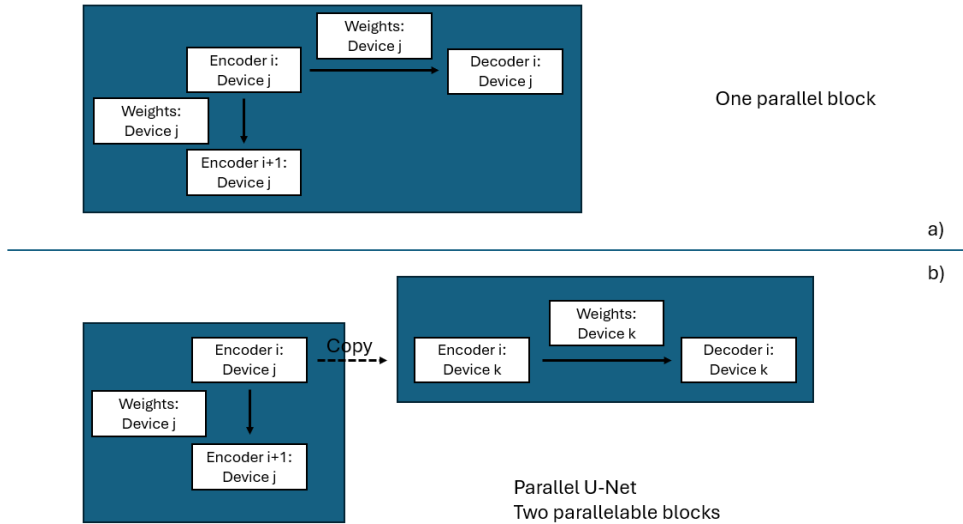 Weights:
Device j
Encoder i:
Device j
Decoder i:
Device j
Weights:
Device j
Encoder i+1:
Device j
One parallel block
a)
b)
Encoder i:
Device j
Copy
Weights:
Device j
Encoder i+1:
Device j
Weights:
Device k
Encoder i:
Device k
Decoder i:
Device k
Parallel U-Net
Two parallelable blocks